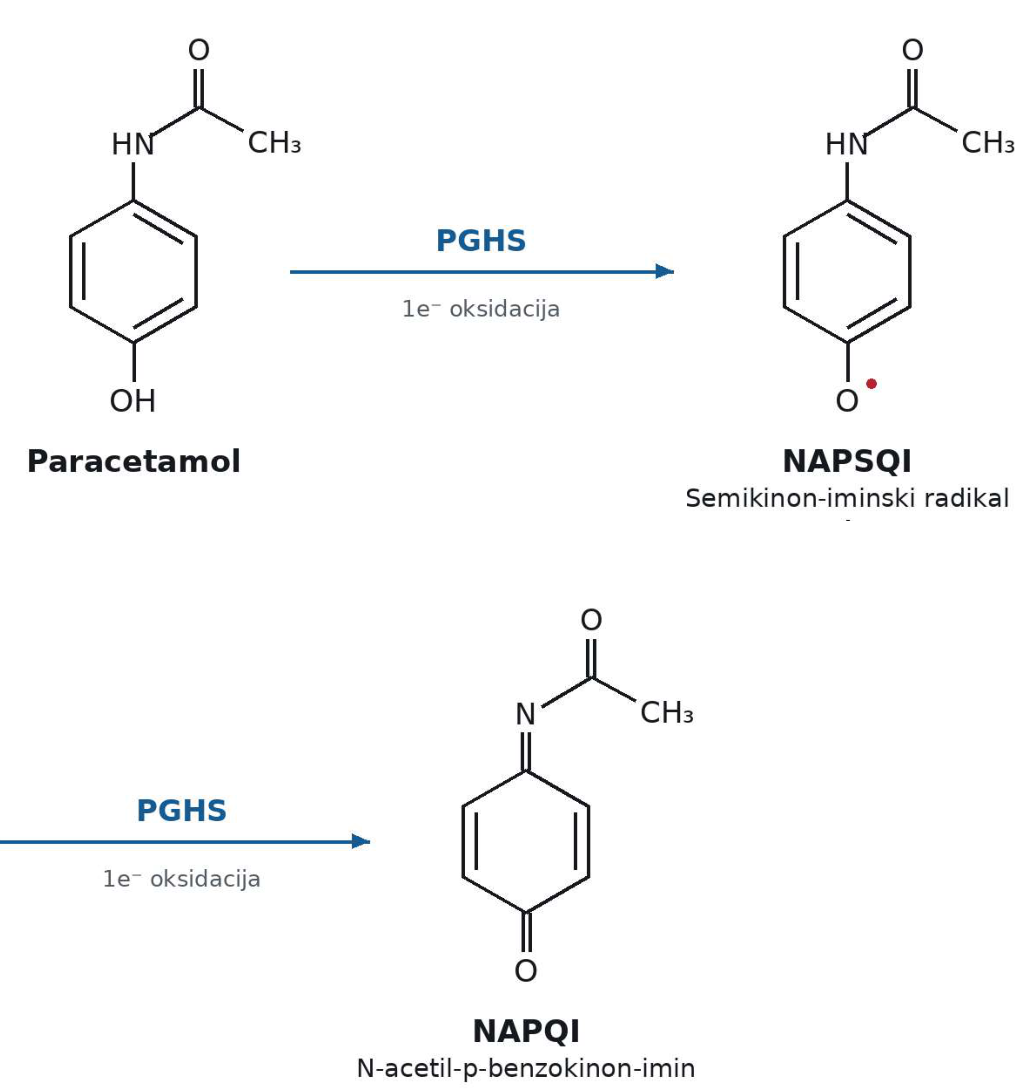 O
HN
CH₃
OH
Paracetamol
PGHS
1e⁻ oksidacija
O
HN
CH₃
O
NAPSQI
Semikinon-iminski radikal
PGHS
1e⁻ oksidacija
O
N
CH₃
O
NAPQI
N-acetil-p-benzokinon-imin